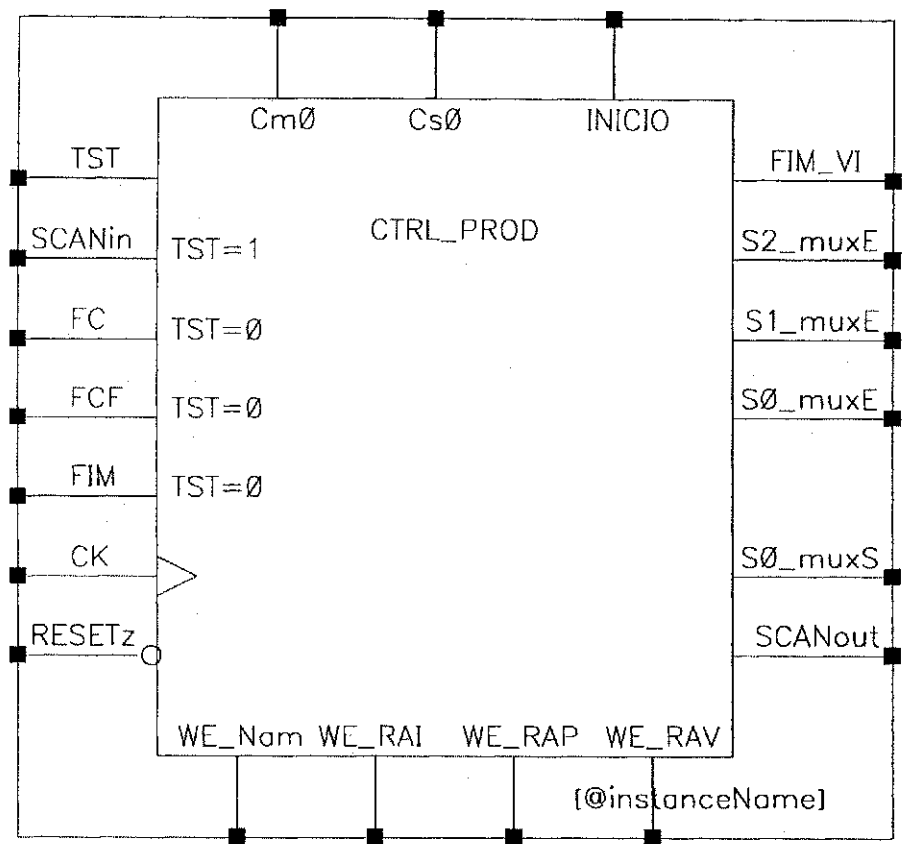 CmØ CsØ INICIO
TST FIM_VI
CTRL_PROD
SCANin TST=1 S2_muxE
FC TST=Ø S1_muxE
FCF TST=Ø SØ_muxE
FIM TST=Ø
CK SØ_muxS
RESETz SCANout
WE_Nam WE_RAI WE_RAP WE_RAV
[@instanceName]